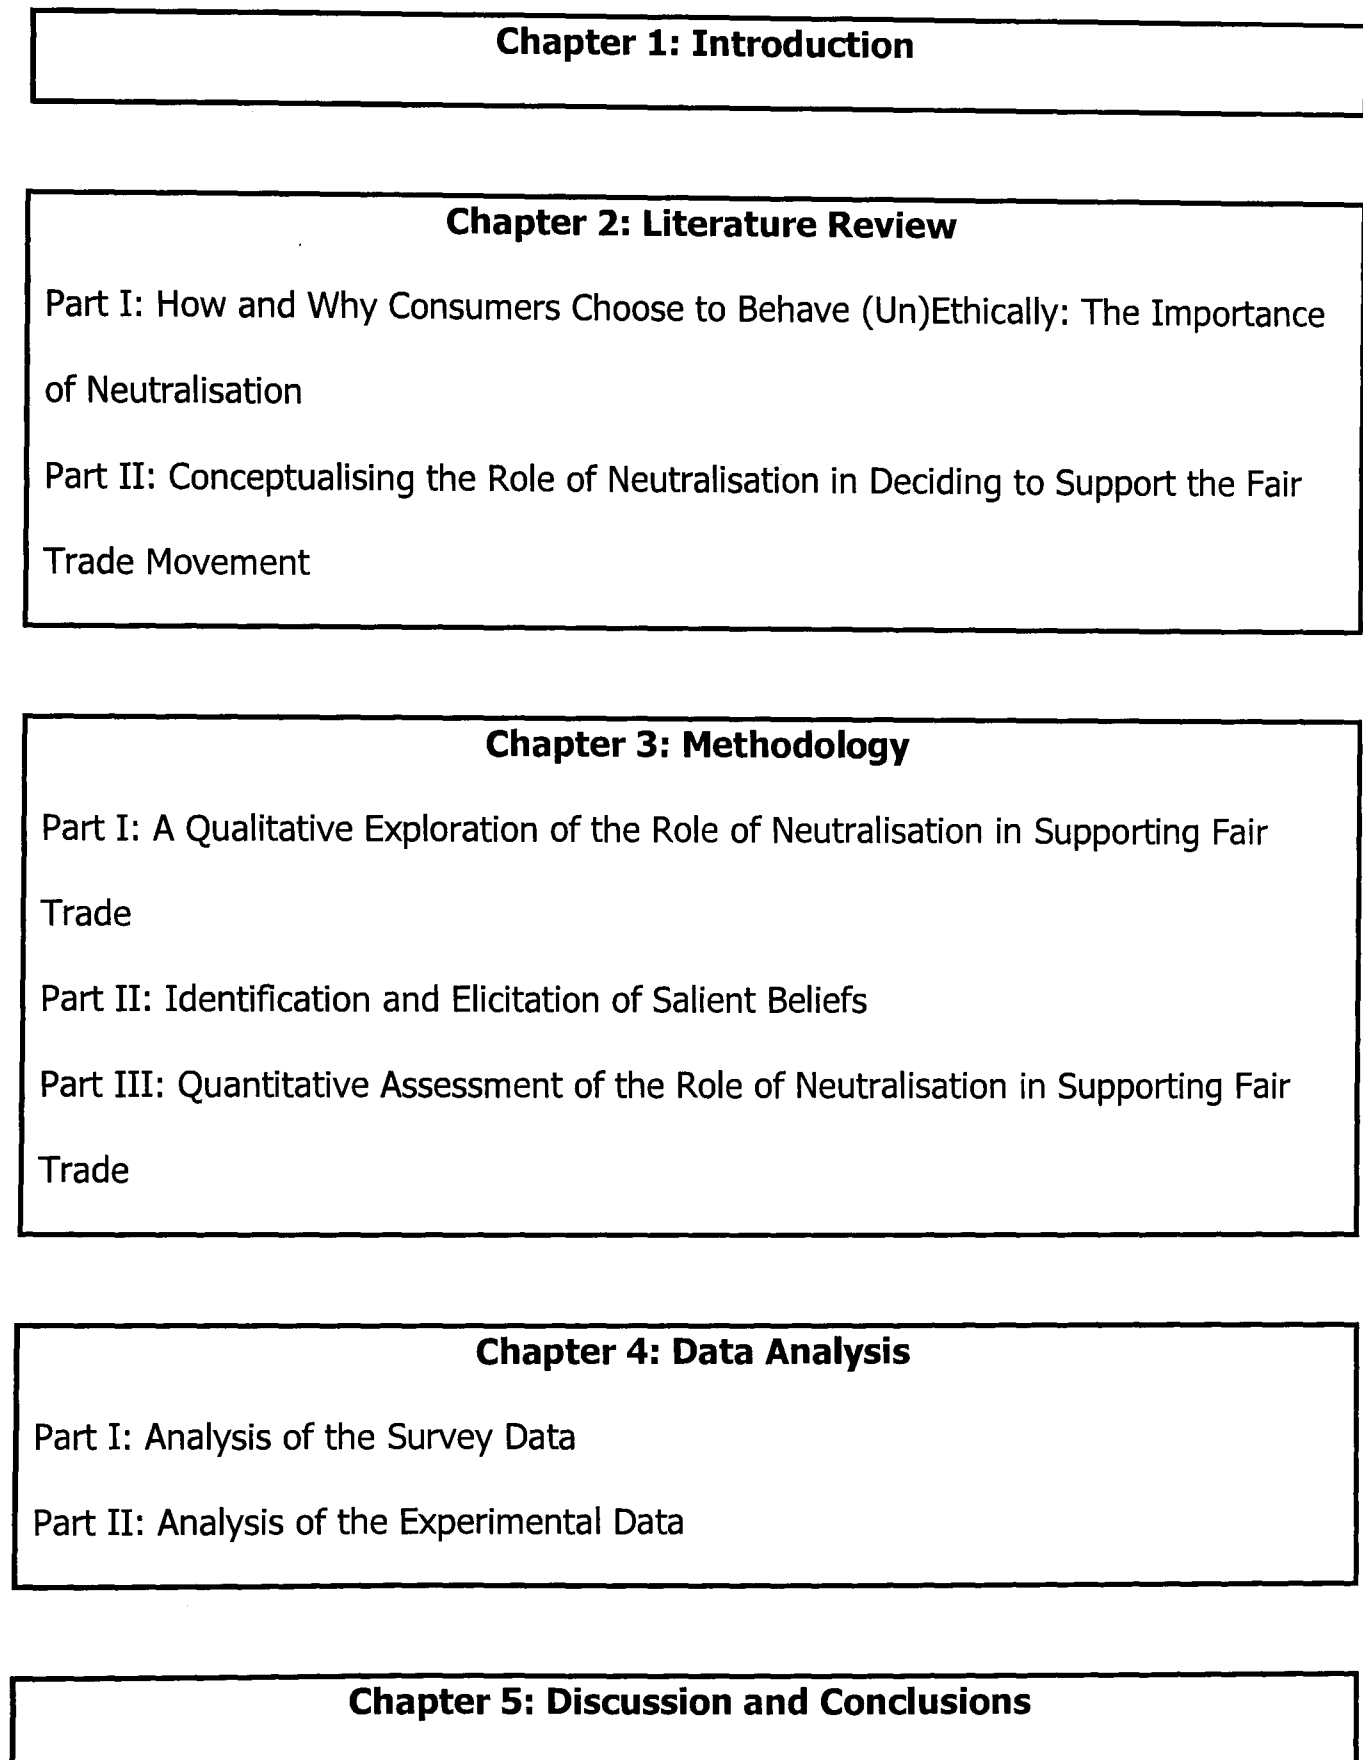 Chapter 1: Introduction
Chapter 2: Literature Review
Part I: How and Why Consumers Choose to Behave (Un)Ethically: The Importance
of Neutralisation
Part II: Conceptualising the Role of Neutralisation in Deciding to Support the Fair
Trade Movement
Chapter 3: Methodology
Part I: A Qualitative Exploration of the Role of Neutralisation in Supporting Fair
Trade
Part II: Identification and Elicitation of Salient Beliefs
Part III: Quantitative Assessment of the Role of Neutralisation in Supporting Fair
Trade
Chapter 4: Data Analysis
Part I: Analysis of the Survey Data
Part II: Analysis of the Experimental Data
Chapter 5: Discussion and Conclusions